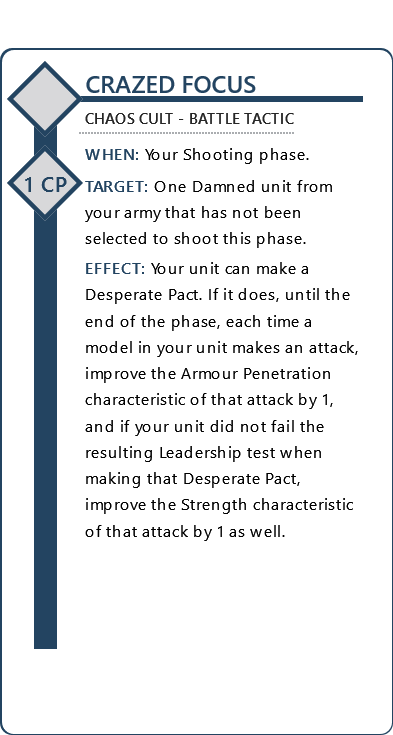 CRAZED FOCUS
CHAOS CULT - BATTLE TACTIC
WHEN: Your Shooting phase.
1 CP
TARGET: One Damned unit from
your army that has not been
selected to shoot this phase.
EFFECT: Your unit can make a
Desperate Pact. If it does, until the
end of the phase, each time a
model in your unit makes an attack,
improve the Armour Penetration
characteristic of that attack by 1,
and if your unit did not fail the
resulting Leadership test when
making that Desperate Pact,
improve the Strength characteristic
of that attack by 1 as well.